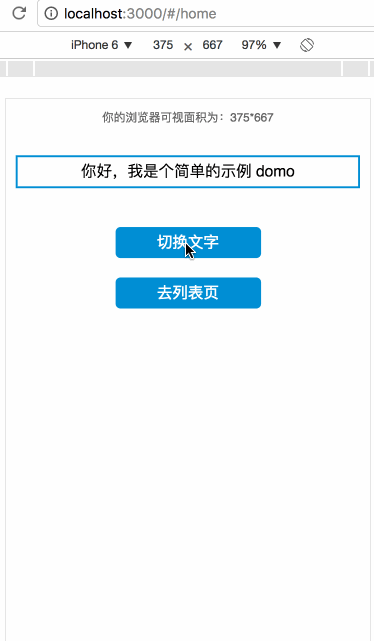 localhost:3000/#/home
iPhone 6 ▼ 375 × 667 97% ▼
你的浏览器可视面积为：375*667
你好，我是个简单的示例 domo
切换文字
去列表页